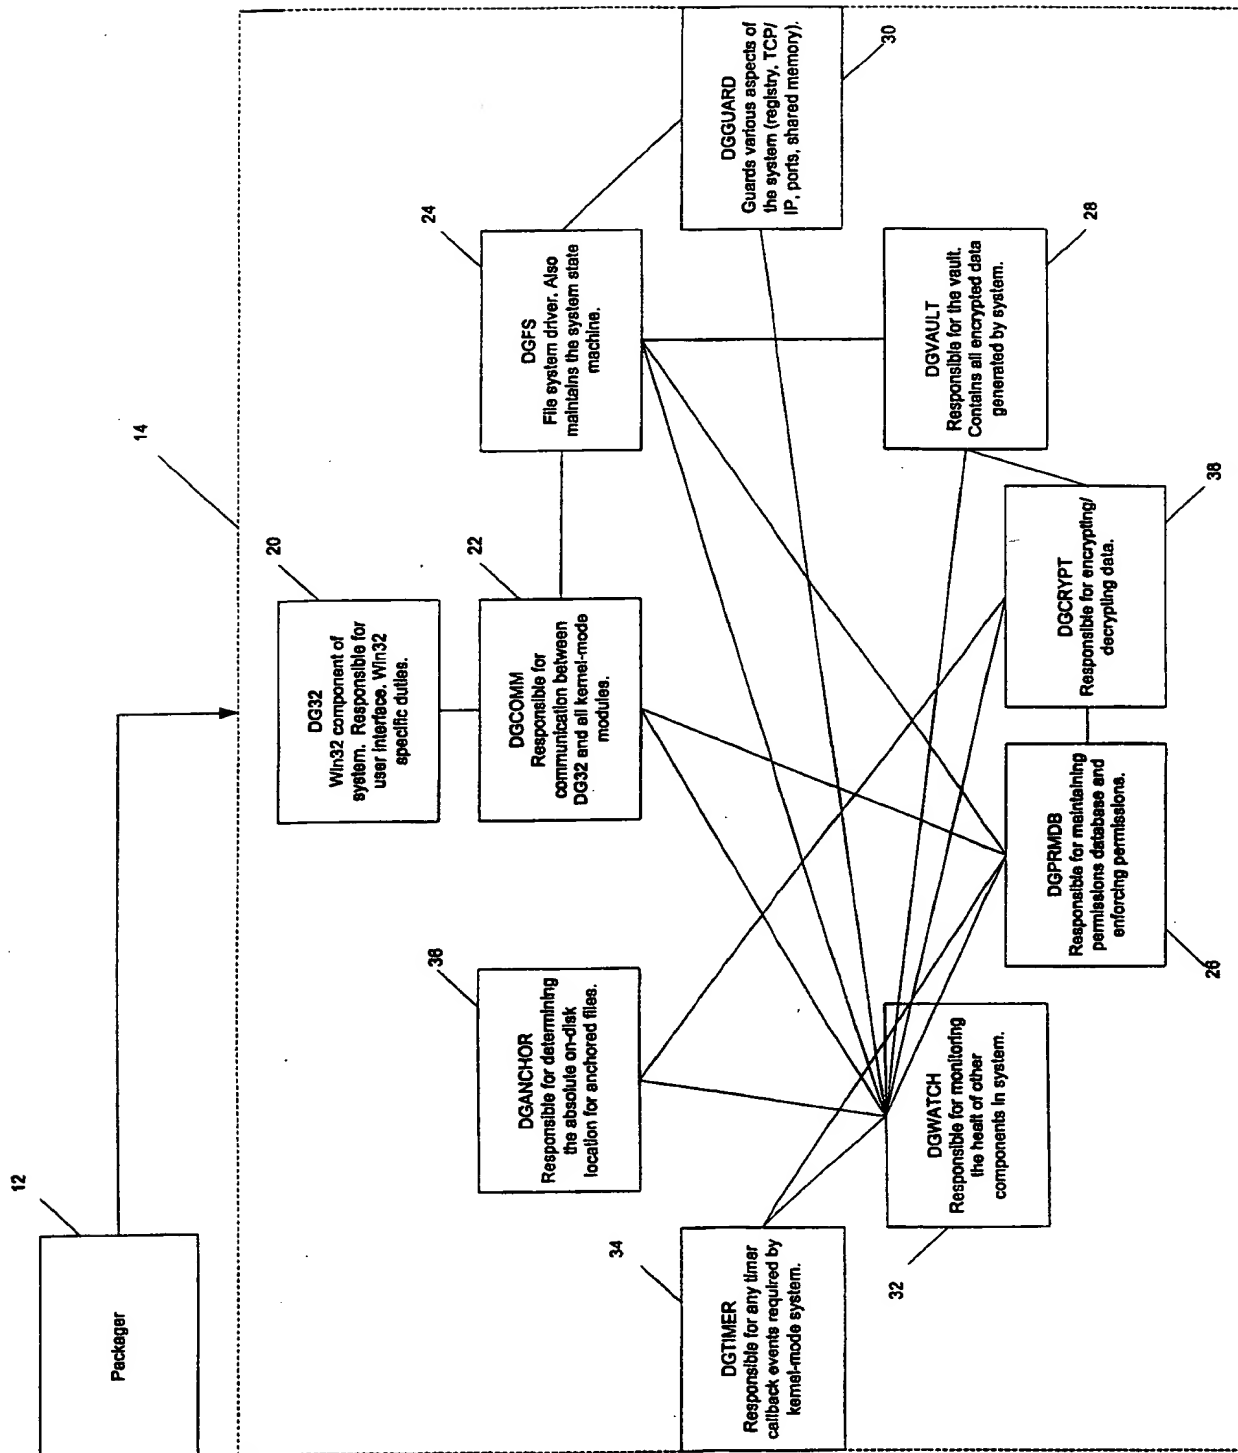 12
Packager
14
20
DG32
Win32 component of
system. Responsible for
user interface. Win32
specific duties.
36
DGANCHOR
Responsible for determining
the absolute on-disk
location for anchored files.
22
DGCOMM
Responsible for
communication between
DG32 and all kernel-mode
modules.
24
DGFS
File system driver. Also
maintains the system state
machine.
34
DGTIMER
Responsible for any timer
callback events required by
kernel-mode system.
30
DGGUARD
Guards various aspects of
the system (registry, TCP/
IP, ports, shared memory).
32
DGWATCH
Responsible for monitoring
the healt of other
components in system.
28
DGVAULT
Responsible for the vault.
Contains all encrypted data
generated by system.
26
DGPRMDB
Responsible for maintaining
permissions database and
enforcing permissions.
38
DGCRYPT
Responsible for encrypting/
decrypting data.